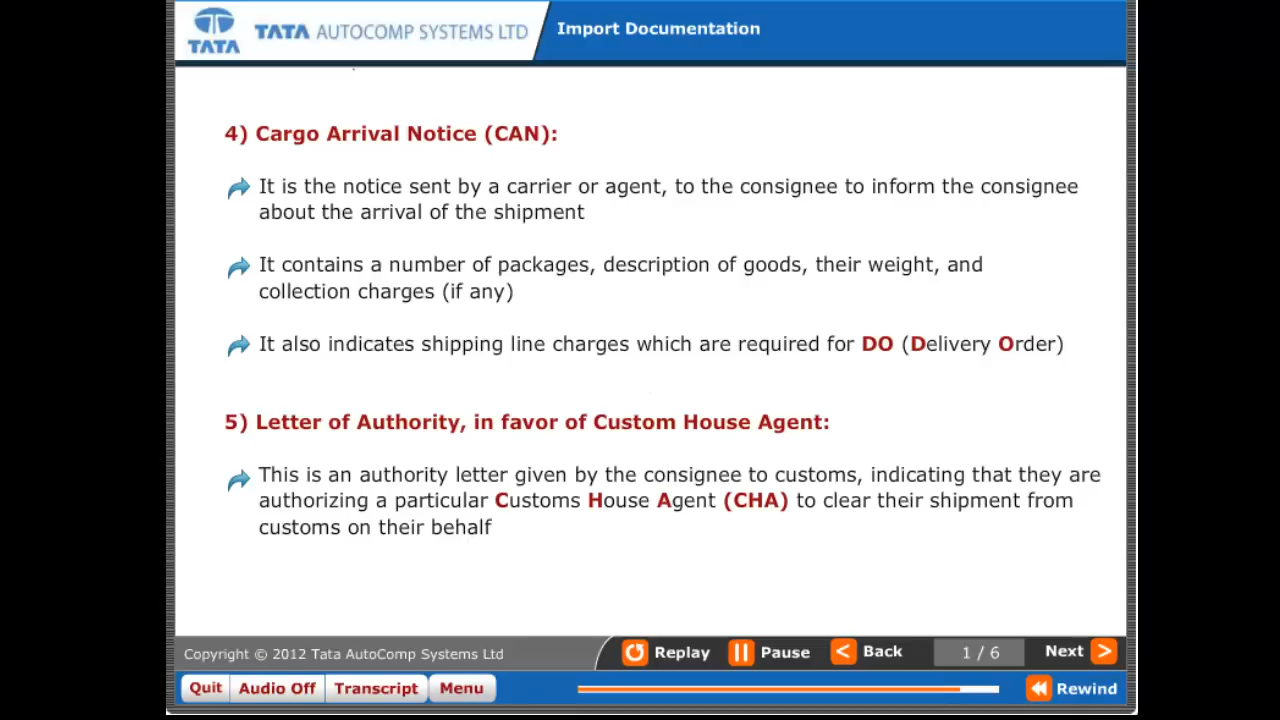 TATA
TATA AUTOCOMP SYSTEMS LTD
Import Documentation
4) Cargo Arrival Notice (CAN):
It is the notice sent by a carrier or agent, to the consignee to inform the consignee
about the arrival of the shipment
It contains a number of packages, description of goods, their weight, and
collection charges (if any)
It also indicates shipping line charges which are required for DO (Delivery Order)
5) Letter of Authority, in favor of Custom House Agent:
This is an authority letter given by the consignee to customs, indicating that they are
authorizing a particular Customs House Agent (CHA) to clear their shipment from
customs on their behalf
Copyright © 2012 Tata AutoComp Systems Ltd
Replay
Pause
Back
1 / 6
Next
Quit
Audio Off
Transcript
Menu
Rewind